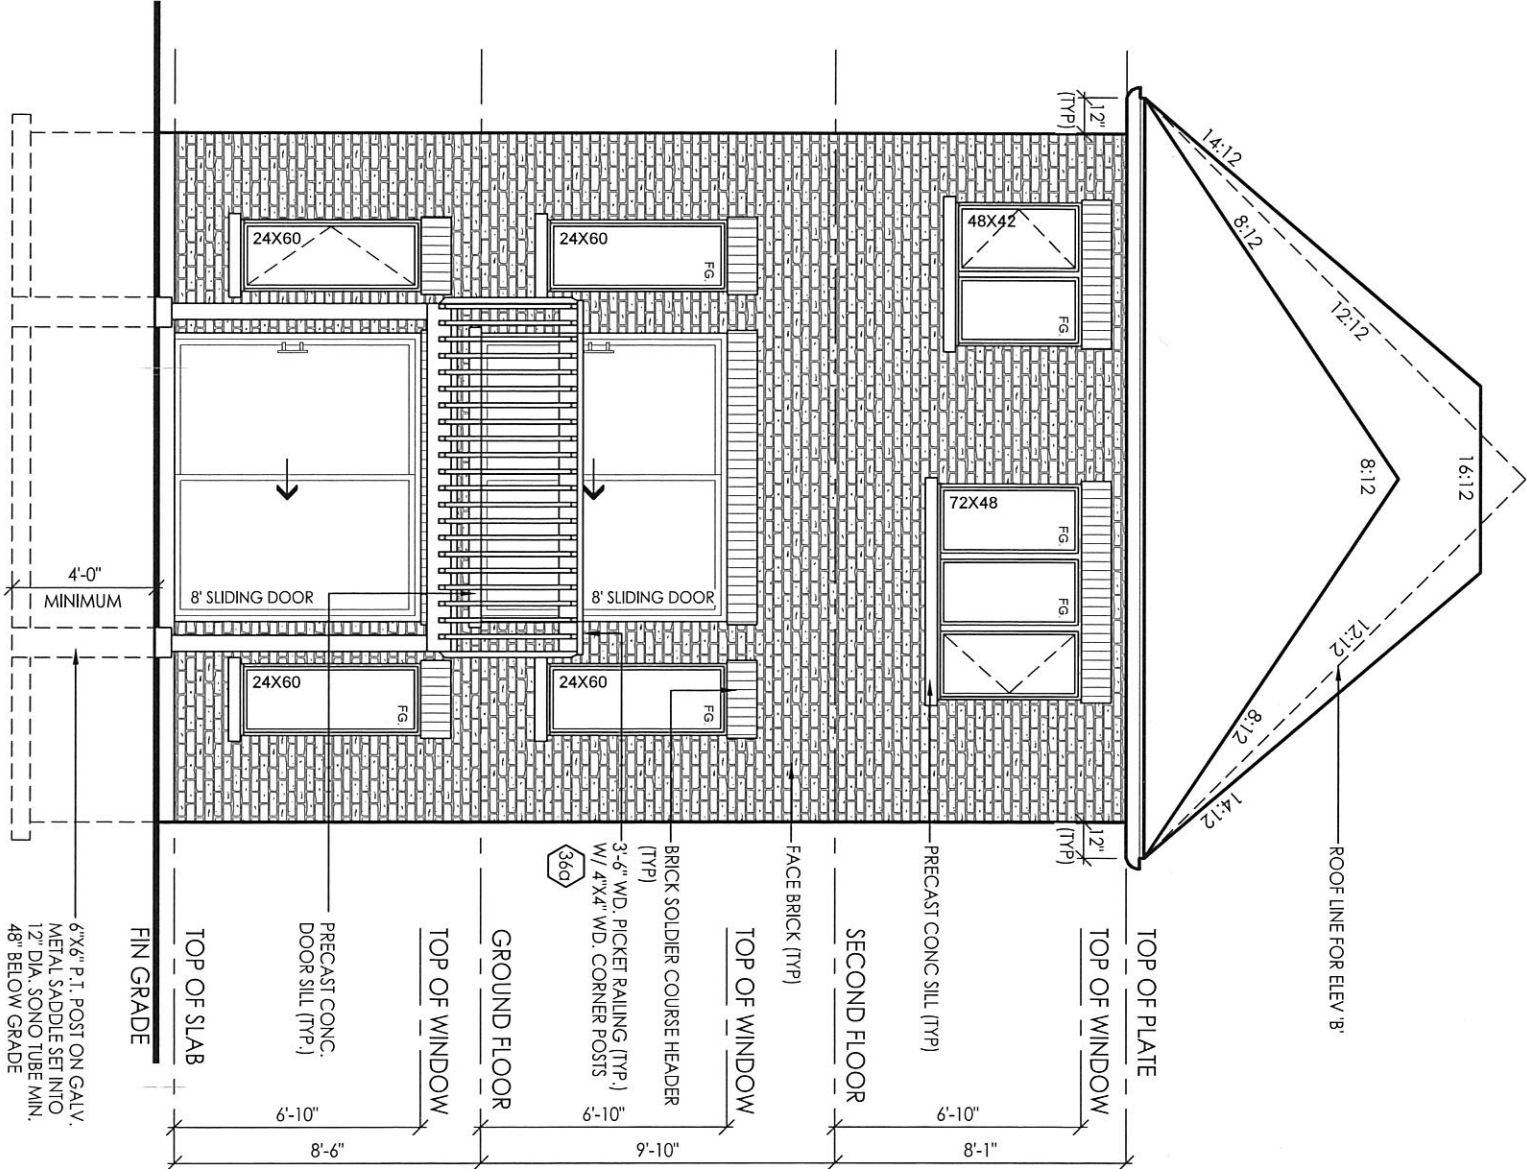 ROOF LINE FOR ELEV 'B'
16:12
14:12
12:12
12:12
14:12
8:12
8:12
8:12
12"
(TYP)
12"
(TYP)
TOP OF PLATE
TOP OF WINDOW
48X42
FG.
72X48
FG.
FG.
PRECAST CONC SILL (TYP)
6'-10"
8'-1"
SECOND FLOOR
FACE BRICK (TYP)
TOP OF WINDOW
24X60
FG.
8' SLIDING DOOR
24X60
FG.
BRICK SOLDIER COURSE HEADER
(TYP)
3'-6" WD. PICKET RAILING (TYP.)
W/ 4"X4" WD. CORNER POSTS
36a
6'-10"
9'-10"
GROUND FLOOR
TOP OF WINDOW
24X60
8' SLIDING DOOR
24X60
FG.
PRECAST CONC.
DOOR SILL (TYP.)
6'-10"
8'-6"
TOP OF SLAB
FIN GRADE
4'-0"
MINIMUM
6"X6" P.T. POST ON GALV.
METAL SADDLE SET INTO
12" DIA. SONO TUBE MIN.
48" BELOW GRADE